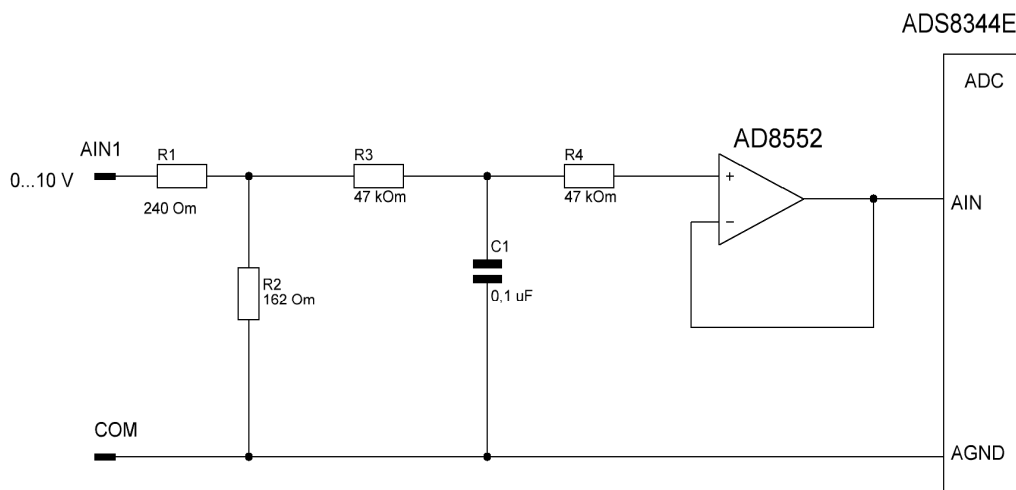 ADS8344E
ADC
AIN1
0...10 V
R1
240 Om
R3
47 kOm
R4
47 kOm
AD8552
+
−
AIN
R2
162 Om
C1
0,1 uF
COM
AGND